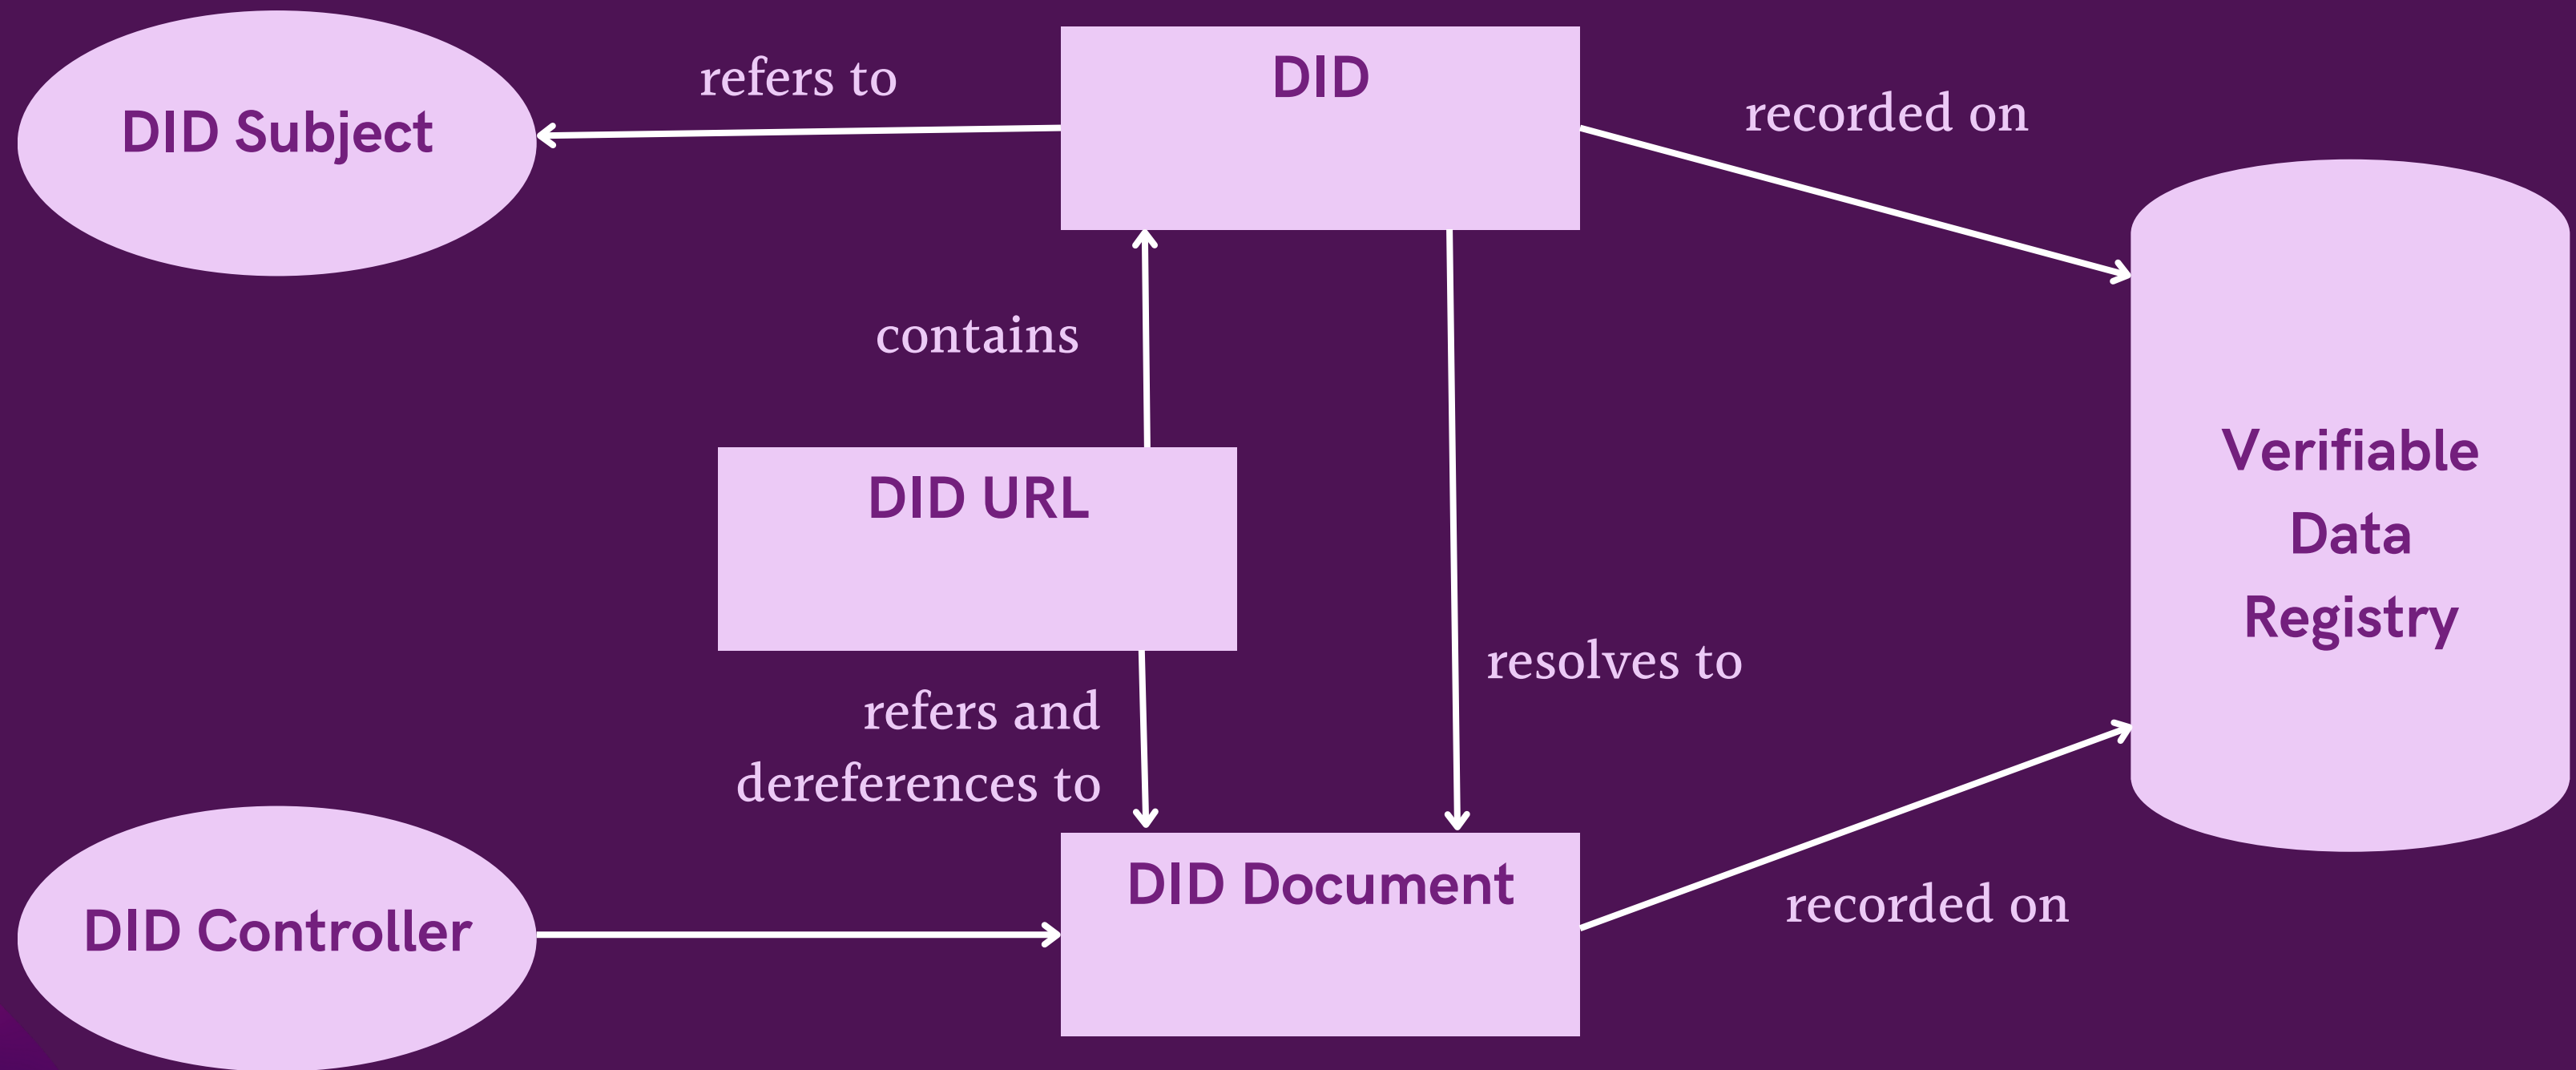 DID Subject
refers to
DID
recorded on
contains
DID URL
Verifiable
Data
Registry
resolves to
refers and
dereferences to
DID Document
recorded on
DID Controller